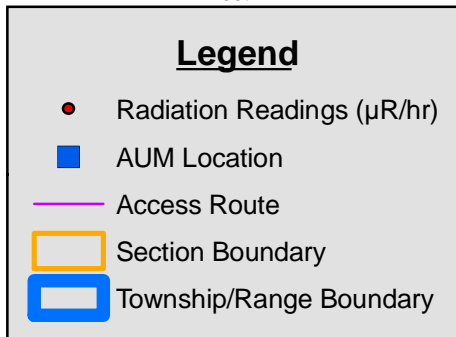 Legend
Radiation Readings (µR/hr)
AUM Location
Access Route
Section Boundary
Township/Range Boundary